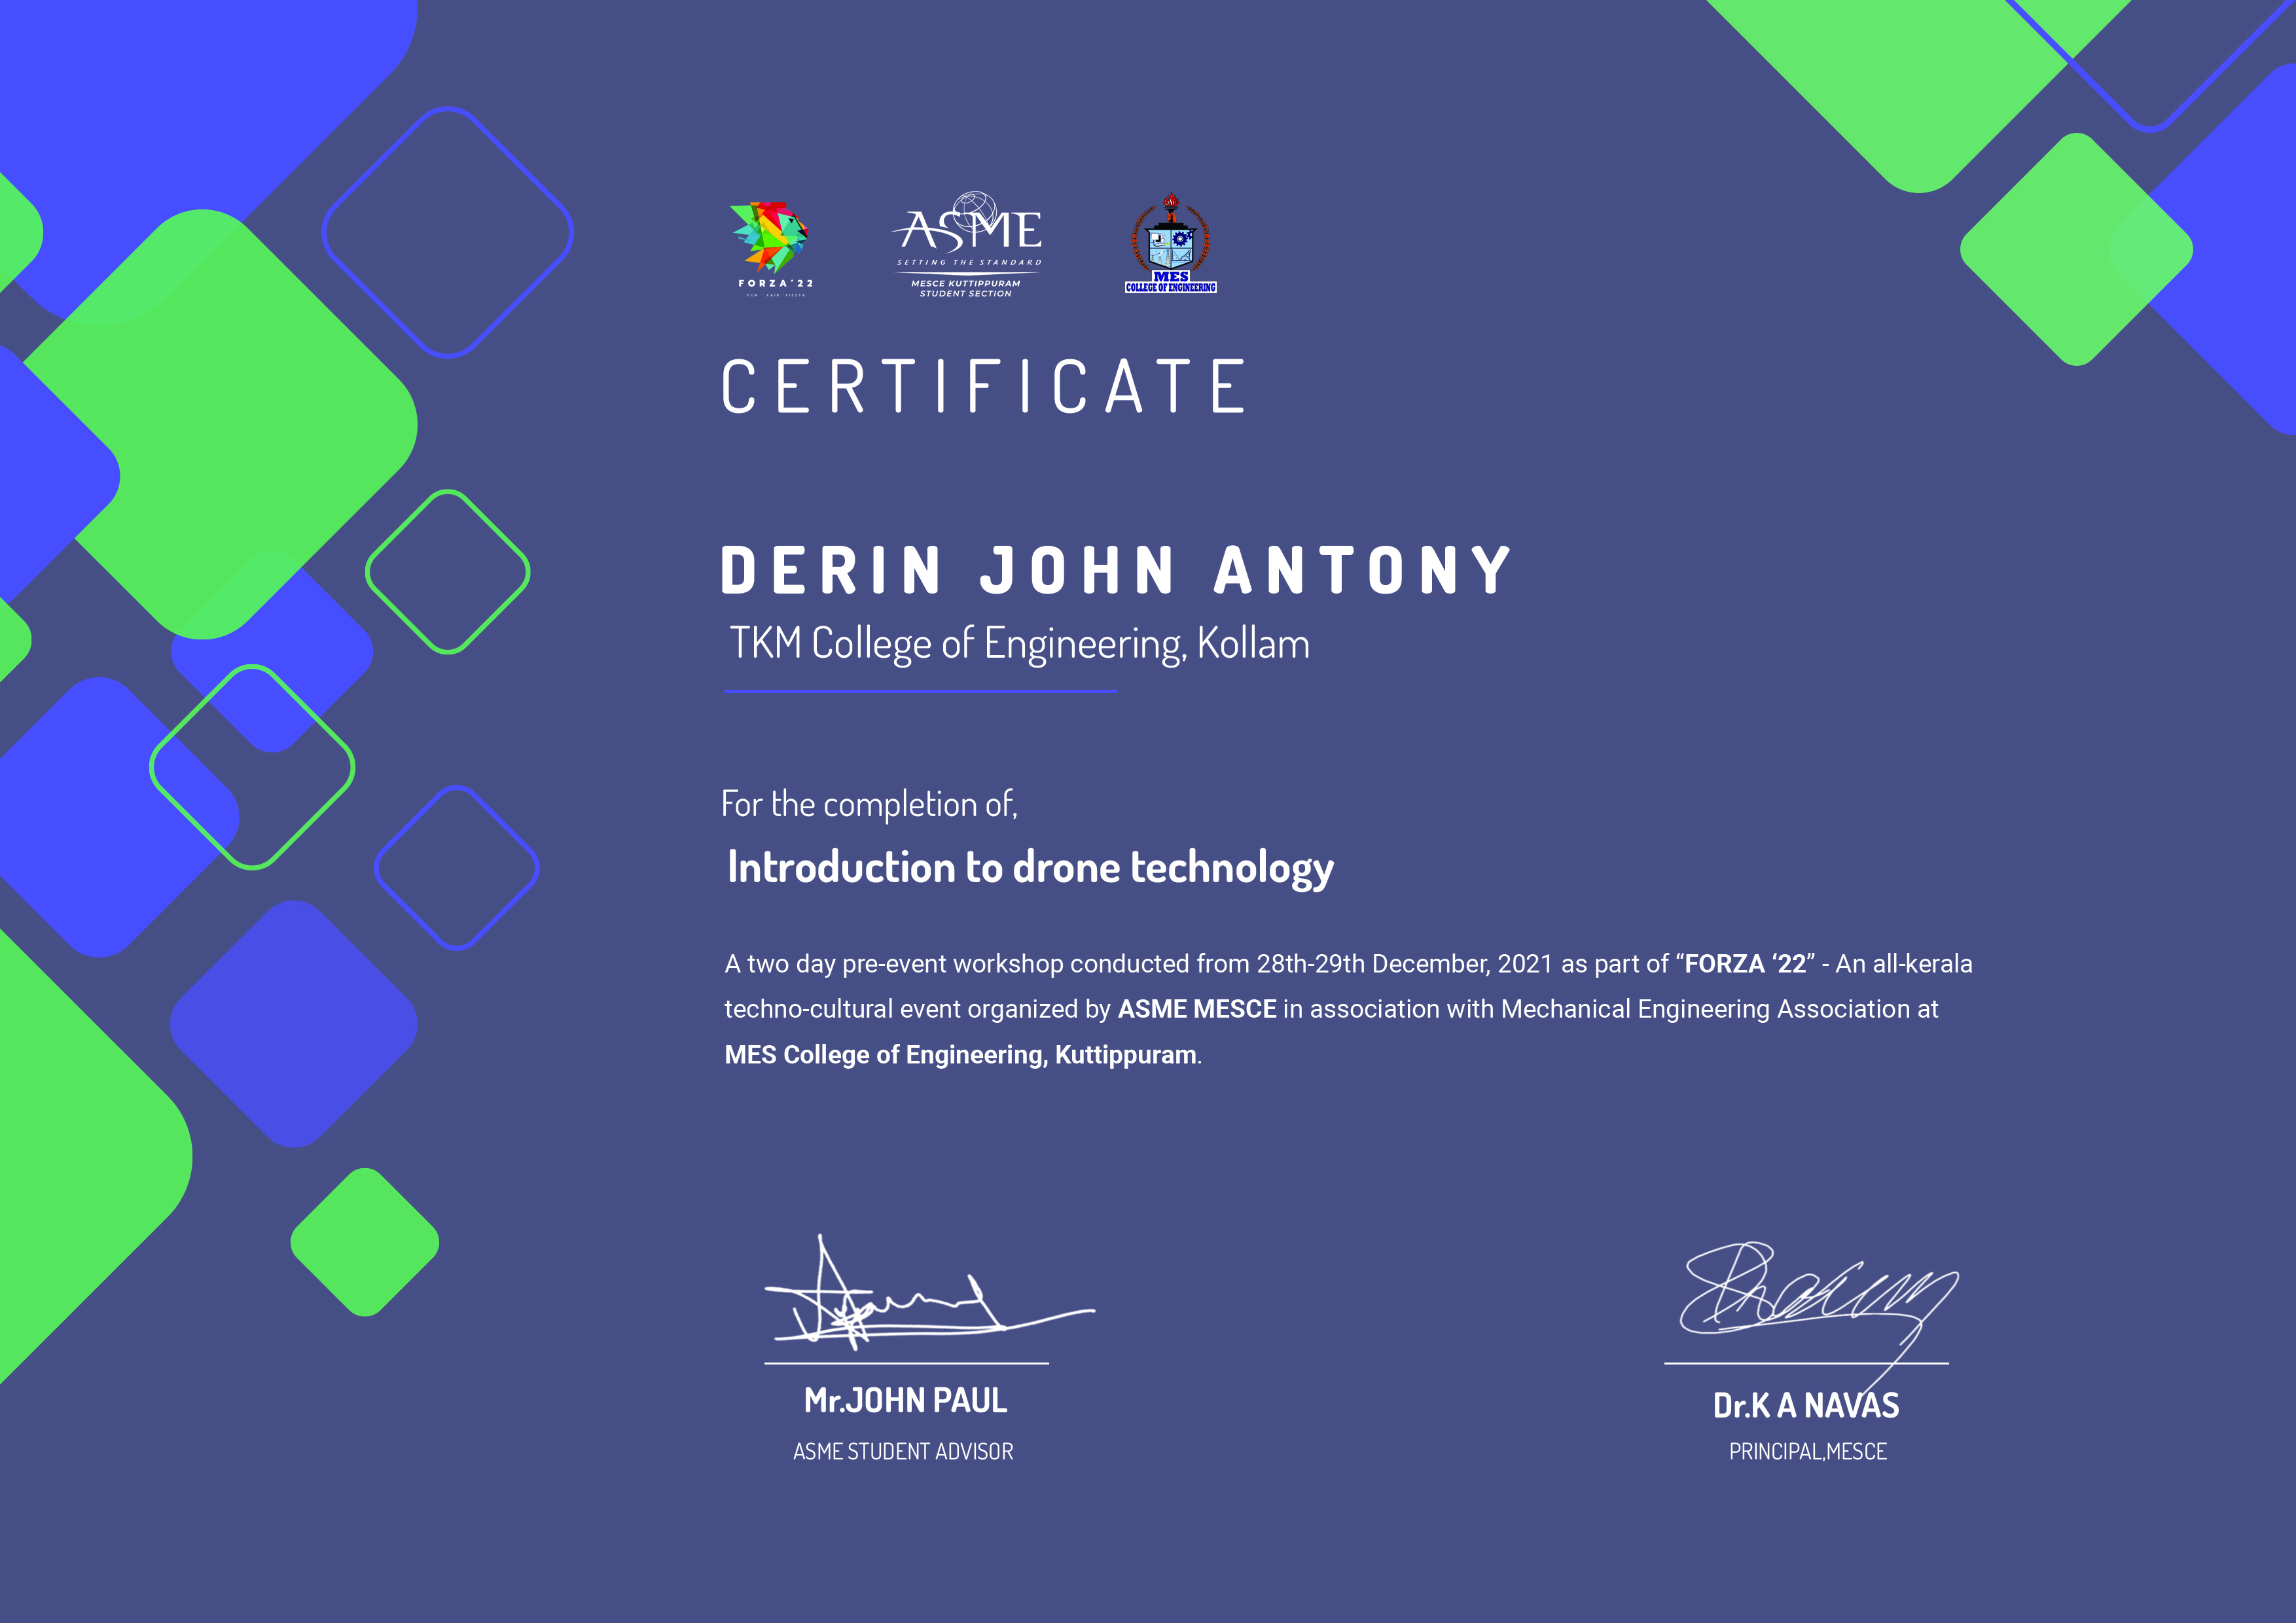 FORZA'22
FUN ' FAIR 'FIESTA
ASME
SETTING THE STANDARD
MESCE KUTTIPPURAM
STUDENT SECTION
MES
COLLEGE OF ENGINEERING
CERTIFICATE
DERIN JOHN ANTONY
TKM College of Engineering, Kollam
For the completion of,
Introduction to drone technology
A two day pre-event workshop conducted from 28th-29th December, 2021 as part of “FORZA ‘22” - An all-kerala
techno-cultural event organized by ASME MESCE in association with Mechanical Engineering Association at
MES College of Engineering, Kuttippuram.
Mr.JOHN PAUL
ASME STUDENT ADVISOR
Dr.K A NAVAS
PRINCIPAL,MESCE